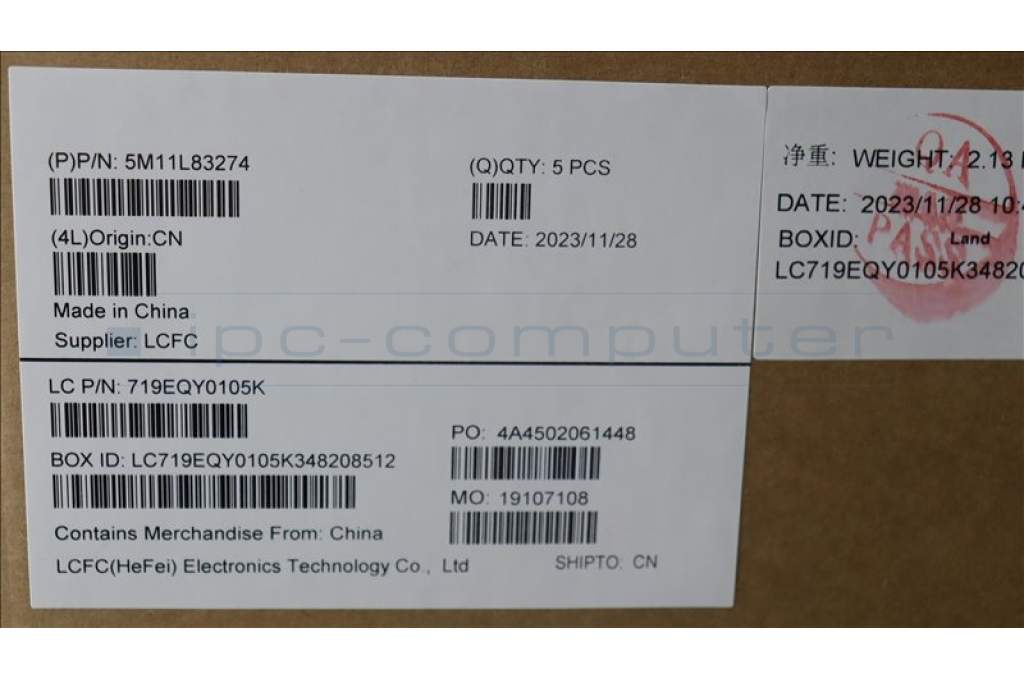 (P)P/N: 5M11L83274
(Q)QTY: 5 PCS
(4L)Origin:CN
DATE: 2023/11/28
Made in China
Supplier: LCFC
LC P/N: 719EQY0105K
PO: 4A4502061448
BOX ID: LC719EQY0105K348208512
MO: 19107108
Contains Merchandise From: China
LCFC(HeFei) Electronics Technology Co., Ltd
SHIPTO: CN
净重: WEIGHT: 2.13
DATE: 2023/11/28 10:
BOXID: Land
LC719EQY0105K34820
QA
PASS
ipc-computer